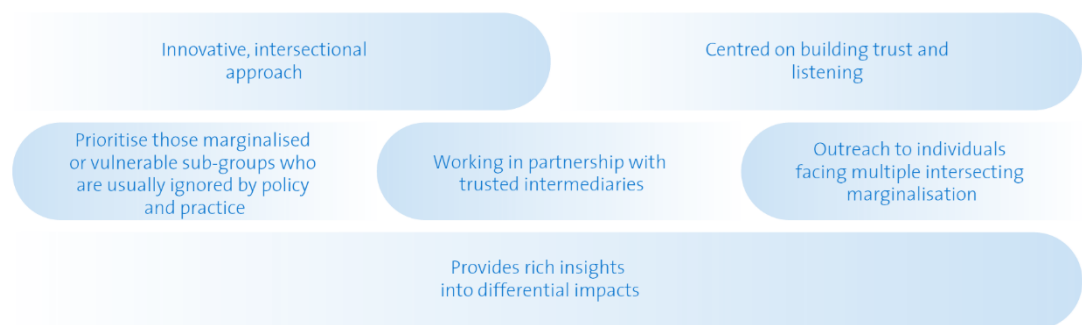 Innovative, intersectional
approach
Centred on building trust and
listening
Prioritise those marginalised
or vulnerable sub-groups who
are usually ignored by policy
and practice
Working in partnership with
trusted intermediaries
Outreach to individuals
facing multiple intersecting
marginalisation
Provides rich insights
into differential impacts